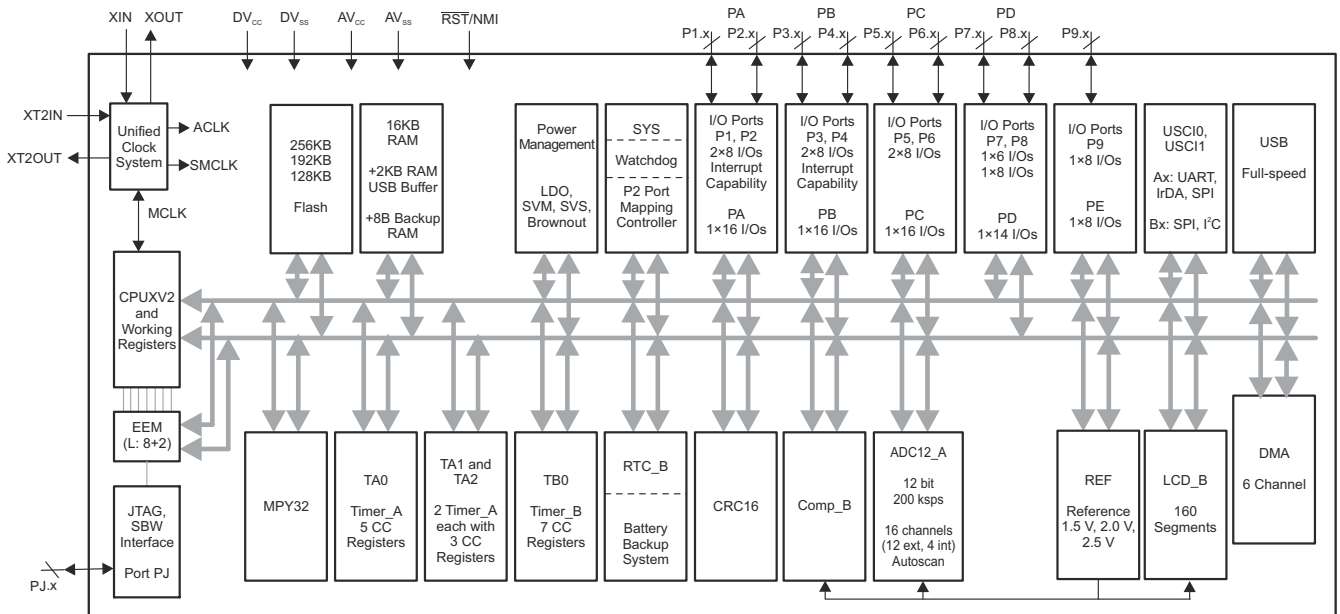 XIN XOUT DVCC DVSS AVCC AVSS RST/NMI
PA PB PC PD
P1.x P2.x P3.x P4.x P5.x P6.x P7.x P8.x P9.x
XT2IN
XT2OUT
Unified
Clock
System
ACLK
SMCLK
MCLK
256KB
192KB
128KB
Flash
16KB
RAM
+2KB RAM
USB Buffer
+8B Backup
RAM
Power
Management
LDO,
SVM, SVS,
Brownout
SYS
Watchdog
P2 Port
Mapping
Controller
I/O Ports
P1, P2
2×8 I/Os
Interrupt
Capability
PA
1×16 I/Os
I/O Ports
P3, P4
2×8 I/Os
Interrupt
Capability
PB
1×16 I/Os
I/O Ports
P5, P6
2×8 I/Os
PC
1×16 I/Os
I/O Ports
P7, P8
1×6 I/Os
1×8 I/Os
PD
1×14 I/Os
I/O Ports
P9
1×8 I/Os
PE
1×8 I/Os
USCI0,
USCI1
Ax: UART,
IrDA, SPI
Bx: SPI, I²C
USB
Full-speed
CPUXV2
and
Working
Registers
EEM
(L: 8+2)
JTAG,
SBW
Interface
Port PJ
PJ.x
MPY32
TA0
Timer_A
5 CC
Registers
TA1 and
TA2
2 Timer_A
each with
3 CC
Registers
TB0
Timer_B
7 CC
Registers
RTC_B
Battery
Backup
System
CRC16
Comp_B
ADC12_A
12 bit
200 ksps
16 channels
(12 ext, 4 int)
Autoscan
REF
Reference
1.5 V, 2.0 V,
2.5 V
LCD_B
160
Segments
DMA
6 Channel